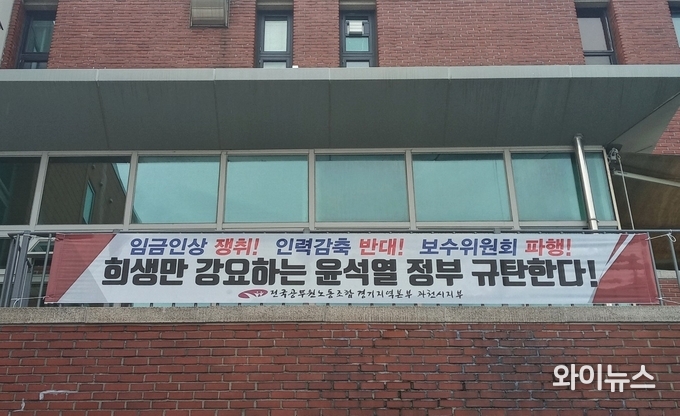 임금인상 쟁취! 인력감축 반대! 보수위원회 파행!
희생만 강요하는 윤석열 정부 규탄한다!
전국공무원노동조합 경기지역본부 과천시지부
와이뉴스